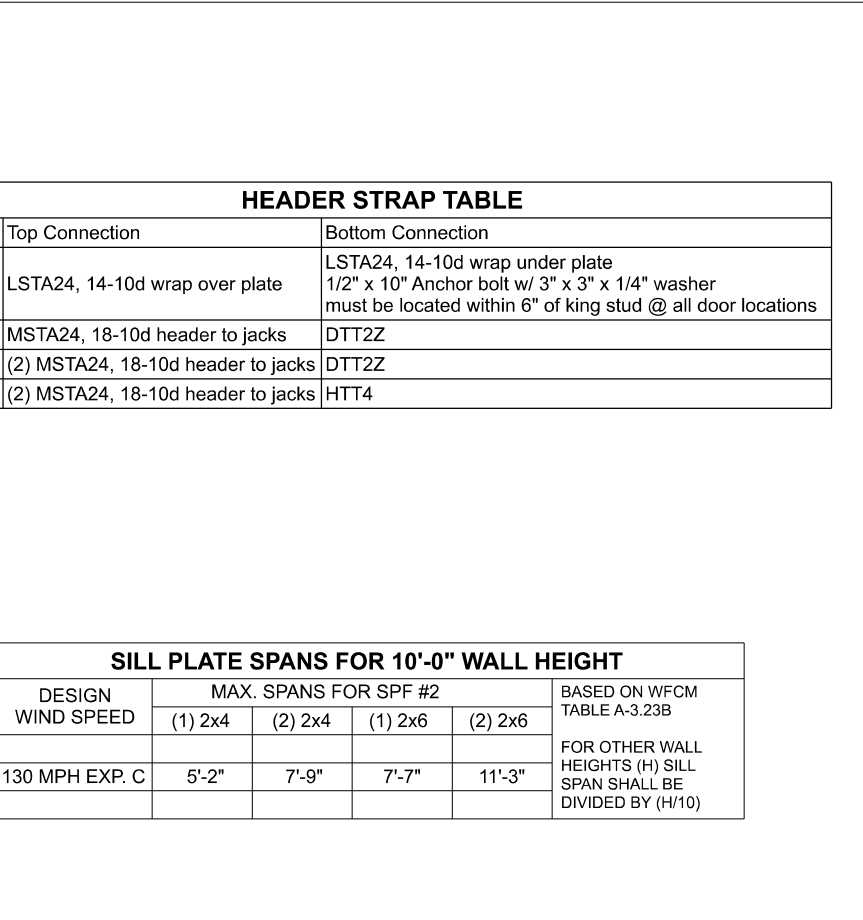 HEADER STRAP TABLE
Top Connection
Bottom Connection
LSTA24, 14-10d wrap over plate
LSTA24, 14-10d wrap under plate
1/2" x 10" Anchor bolt w/ 3" x 3" x 1/4" washer
must be located within 6" of king stud @ all door locations
MSTA24, 18-10d header to jacks
DTT2Z
(2) MSTA24, 18-10d header to jacks
DTT2Z
(2) MSTA24, 18-10d header to jacks
HTT4
SILL PLATE SPANS FOR 10'-0" WALL HEIGHT
DESIGN
WIND SPEED
MAX. SPANS FOR SPF #2
(1) 2x4
(2) 2x4
(1) 2x6
(2) 2x6
130 MPH EXP. C
5'-2"
7'-9"
7'-7"
11'-3"
BASED ON WFCM
TABLE A-3.23B
FOR OTHER WALL
HEIGHTS (H) SILL
SPAN SHALL BE
DIVIDED BY (H/10)